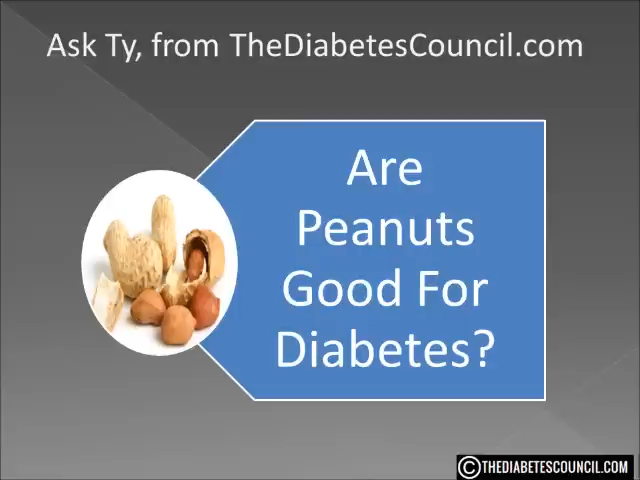 Ask Ty, from TheDiabetesCouncil.com
Are
Peanuts
Good For
Diabetes?
©THEDIABETESCOUNCIL.COM